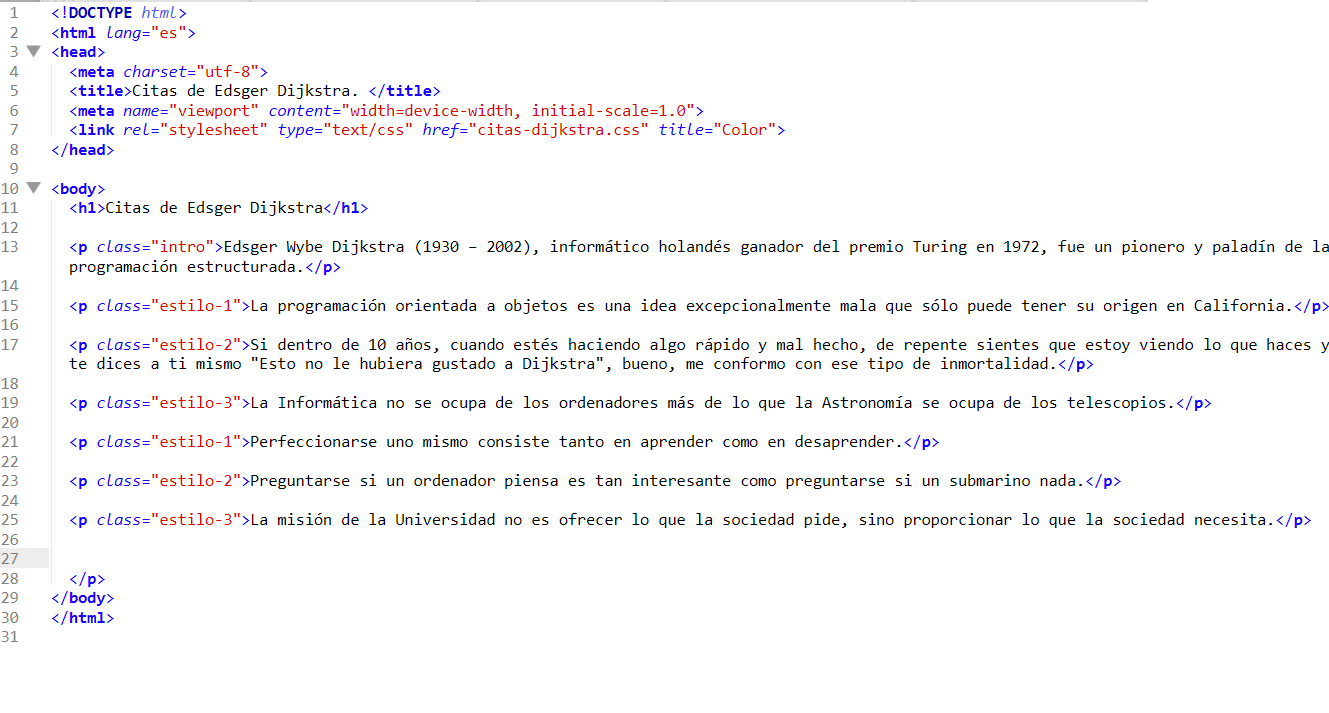 1 <!DOCTYPE html>
2 <html lang="es">
3 <head>
4 <meta charset="utf-8">
5 <title>Citas de Edsger Dijkstra. </title>
6 <meta name="viewport" content="width=device-width, initial-scale=1.0">
7 <link rel="stylesheet" type="text/css" href="citas-dijkstra.css" title="Color">
8 </head>
9
10 <body>
11 <h1>Citas de Edsger Dijkstra</h1>
12
13 <p class="intro">Edsger Wybe Dijkstra (1930 – 2002), informático holandés ganador del premio Turing en 1972, fue un pionero y paladín de la
programación estructurada.</p>
14
15 <p class="estilo-1">La programación orientada a objetos es una idea excepcionalmente mala que sólo puede tener su origen en California.</p>
16
17 <p class="estilo-2">Si dentro de 10 años, cuando estés haciendo algo rápido y mal hecho, de repente sientes que estoy viendo lo que haces y
te dices a ti mismo "Esto no le hubiera gustado a Dijkstra", bueno, me conformo con ese tipo de inmortalidad.</p>
18
19 <p class="estilo-3">La Informática no se ocupa de los ordenadores más de lo que la Astronomía se ocupa de los telescopios.</p>
20
21 <p class="estilo-1">Perfeccionarse uno mismo consiste tanto en aprender como en desaprender.</p>
22
23 <p class="estilo-2">Preguntarse si un ordenador piensa es tan interesante como preguntarse si un submarino nada.</p>
24
25 <p class="estilo-3">La misión de la Universidad no es ofrecer lo que la sociedad pide, sino proporcionar lo que la sociedad necesita.</p>
26
27
28 </p>
29 </body>
30 </html>
31